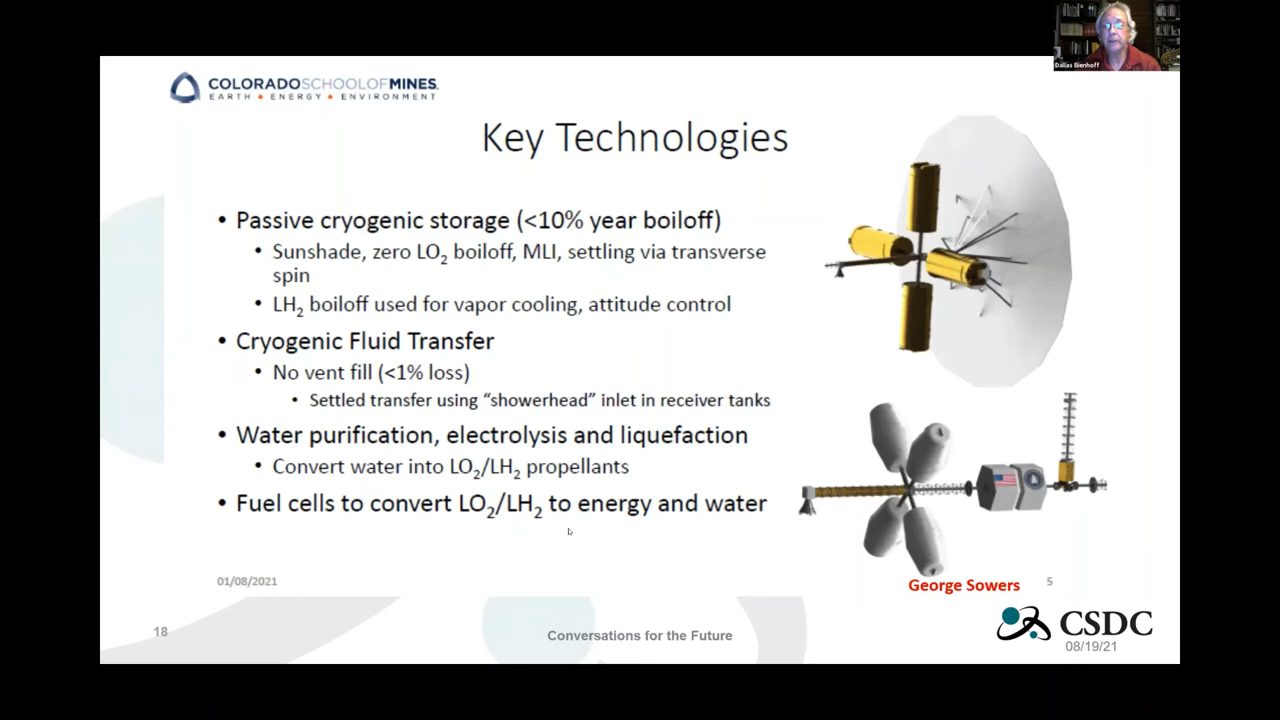 Dallas Bienhoff
COLORADOSCHOOLOFMINES.
EARTH • ENERGY • ENVIRONMENT
Key Technologies
• Passive cryogenic storage (<10% year boiloff)
• Sunshade, zero LO₂ boiloff, MLI, settling via transverse
spin
• LH₂ boiloff used for vapor cooling, attitude control
• Cryogenic Fluid Transfer
• No vent fill (<1% loss)
• Settled transfer using “showerhead” inlet in receiver tanks
• Water purification, electrolysis and liquefaction
• Convert water into LO₂/LH₂ propellants
• Fuel cells to convert LO₂/LH₂ to energy and water
01/08/2021
George Sowers
5
18
Conversations for the Future
CSDC
08/19/21